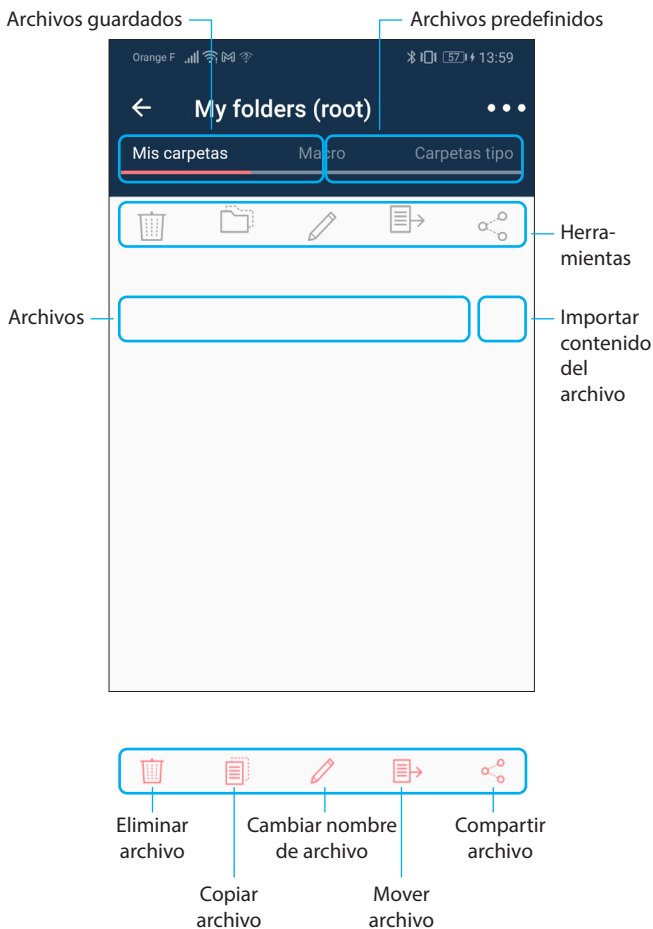 Archivos guardados
Archivos predefinidos
Orange F
57
13:59
My folders (root)
Mis carpetas
Macro
Carpetas tipo
Herra-
mientas
Archivos
Importar
contenido
del
archivo
Eliminar
archivo
Cambiar nombre
de archivo
Compartir
archivo
Copiar
archivo
Mover
archivo